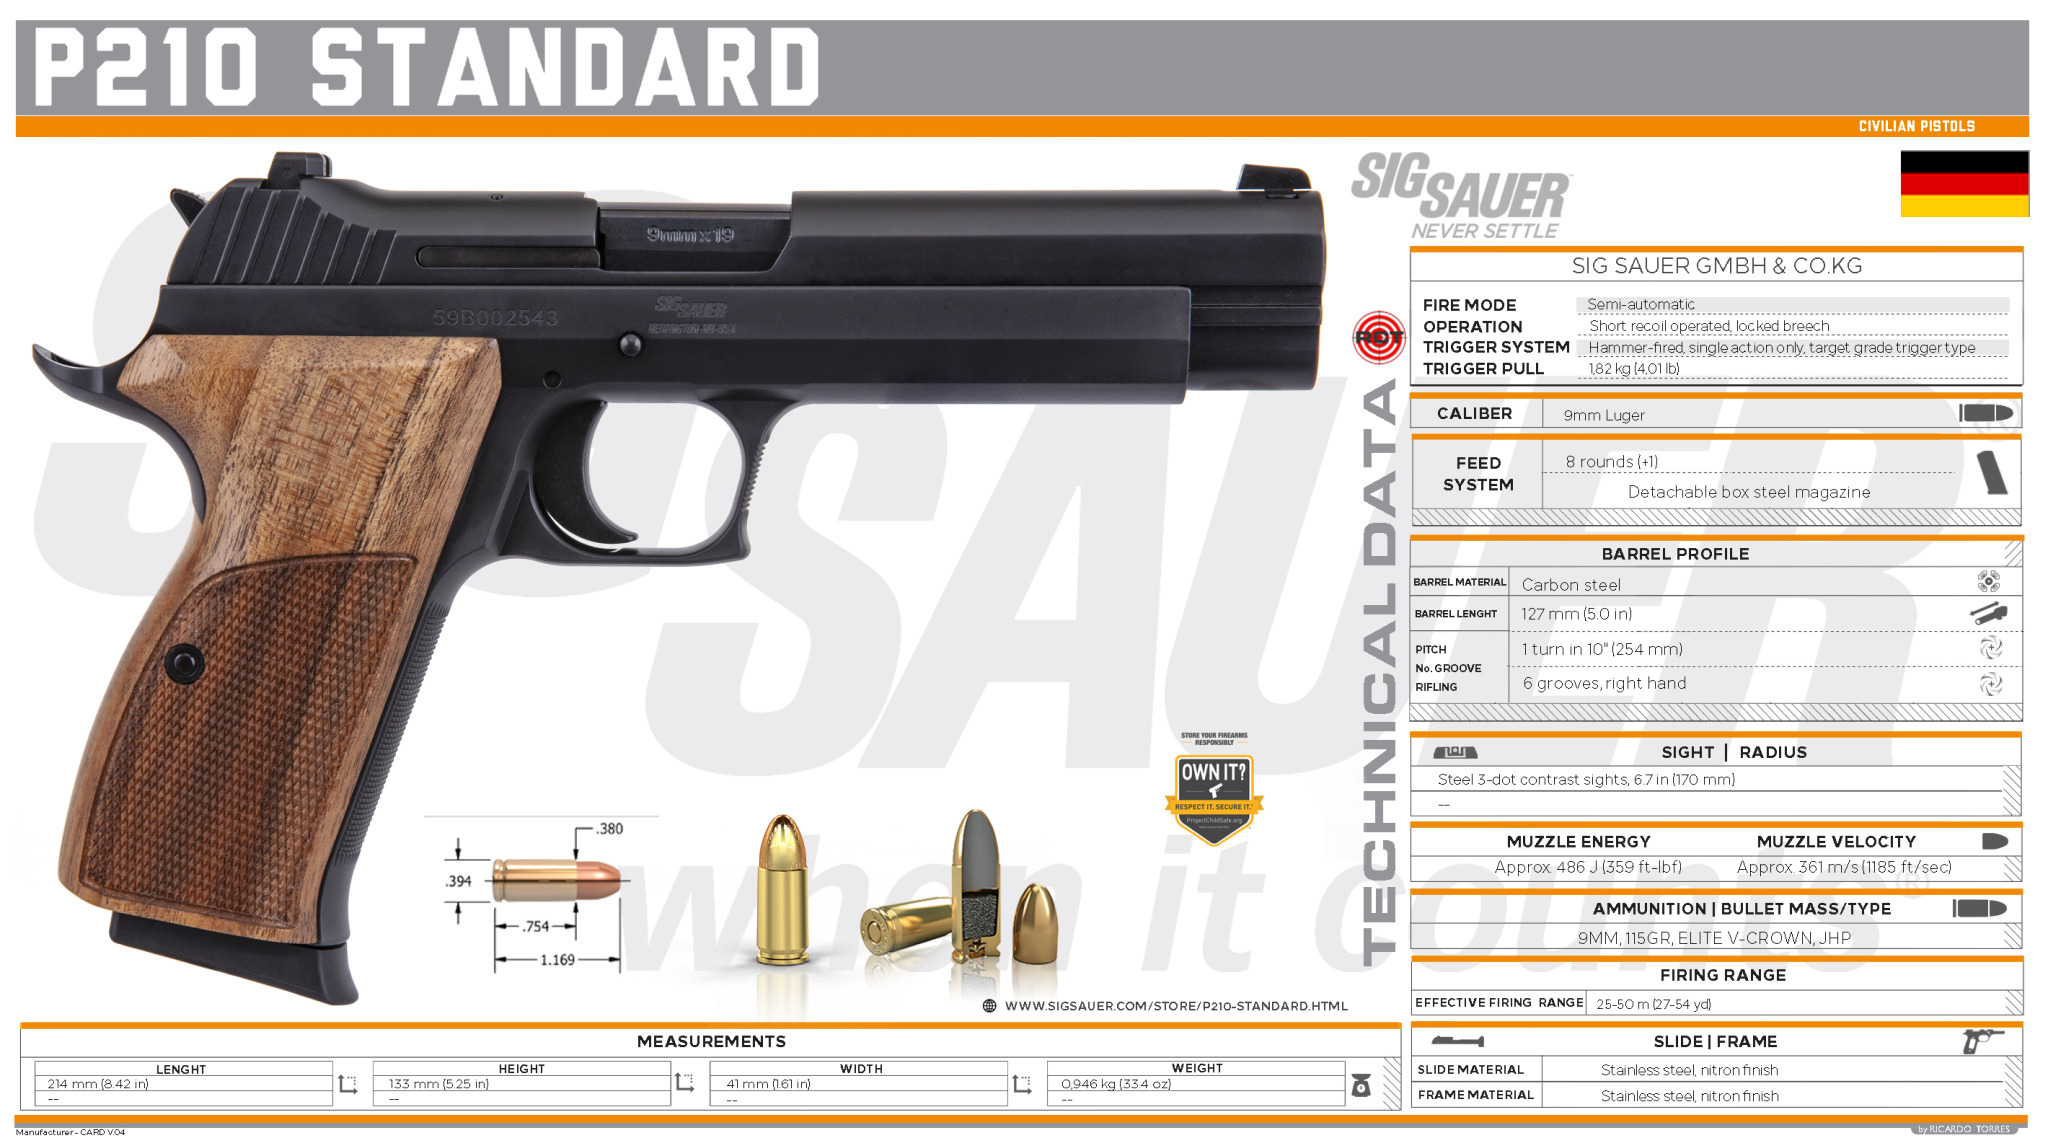 P210 STANDARD
CIVILIAN PISTOLS
SIG SAUER
NEVER SETTLE
9mm x 19
59B002543
SIG SAUER
SIG SAUER GMBH & CO.KG
FIRE MODE Semi-automatic
OPERATION Short recoil operated, locked breech
TRIGGER SYSTEM Hammer-fired, single action only, target grade trigger type
TRIGGER PULL 1,82 kg (4,01 lb)
RDT
TECHNICAL DATA
CALIBER 9mm Luger
FEED SYSTEM 8 rounds (+1)
Detachable box steel magazine
BARREL PROFILE
BARREL MATERIAL Carbon steel
BARREL LENGHT 127 mm (5.0 in)
PITCH 1 turn in 10" (254 mm)
No. GROOVE
RIFLING 6 grooves, right hand
SIGHT | RADIUS
Steel 3-dot contrast sights, 6.7 in (170 mm)
--
MUZZLE ENERGY MUZZLE VELOCITY
Approx. 486 J (359 ft-lbf) Approx. 361 m/s (1185 ft/sec)
AMMUNITION | BULLET MASS/TYPE
9MM, 115GR, ELITE V-CROWN, JHP
FIRING RANGE
EFFECTIVE FIRING RANGE 25-50 m (27-54 yd)
SLIDE | FRAME
SLIDE MATERIAL Stainless steel, nitron finish
FRAME MATERIAL Stainless steel, nitron finish
SIG SAUER ®
when it counts ®
STORE YOUR FIREARMS
RESPONSIBLY
OWN IT?
RESPECT IT. SECURE IT.
ProjectChildSafe.org
.380
.394
.754
1.169
WWW.SIGSAUER.COM/STORE/P210-STANDARD.HTML
MEASUREMENTS
LENGHT HEIGHT WIDTH WEIGHT
214 mm (8.42 in) 133 mm (5.25 in) 41 mm (1.61 in) 0,946 kg (33.4 oz)
-- -- -- --
Manufacturer - CARD V.04
by RICARDO TORRES